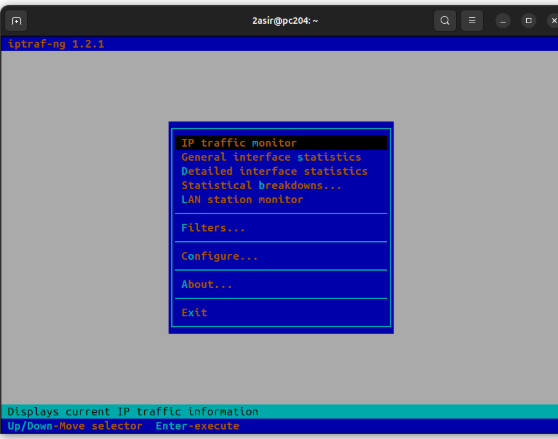 2asir@pc204: ~
iptraf-ng 1.2.1
IP traffic monitor
General interface statistics
Detailed interface statistics
Statistical breakdowns...
LAN station monitor
Filters...
Configure...
About...
Exit
Displays current IP traffic information
Up/Down-Move selector  Enter-execute